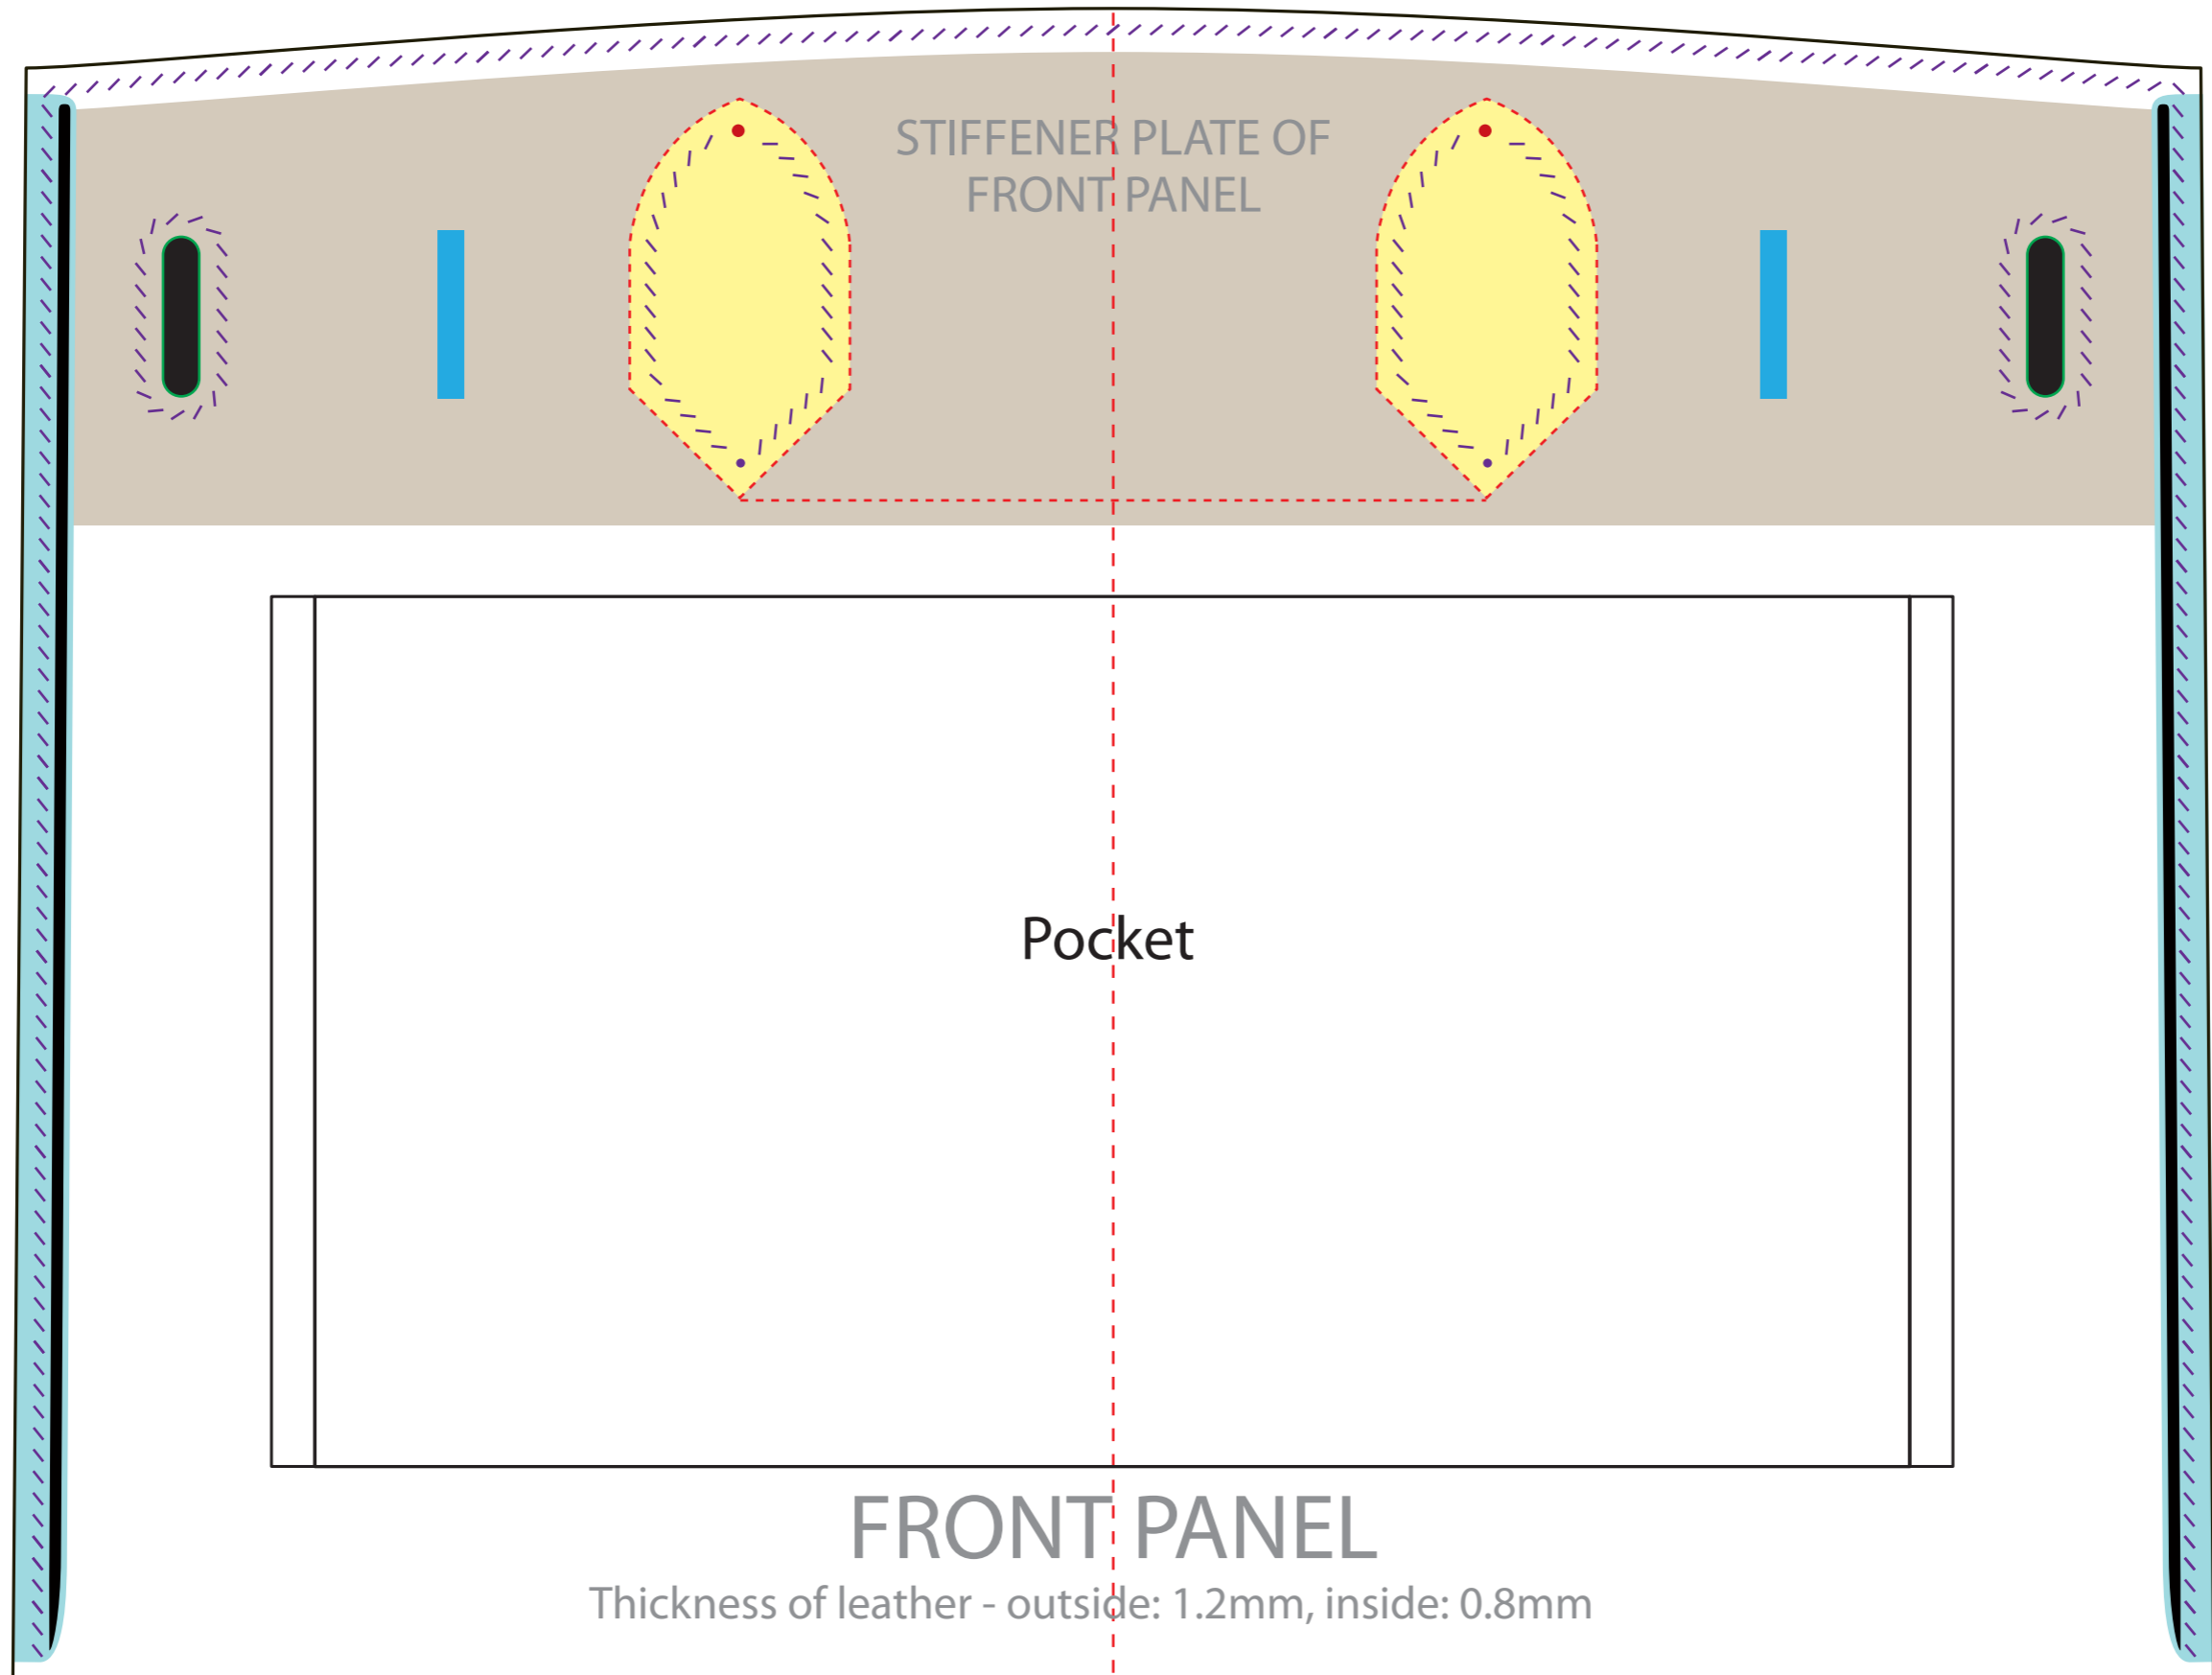 STIFFENER PLATE OF
FRONT PANEL
Pocket
FRONT PANEL
Thickness of leather - outside: 1.2mm, inside: 0.8mm